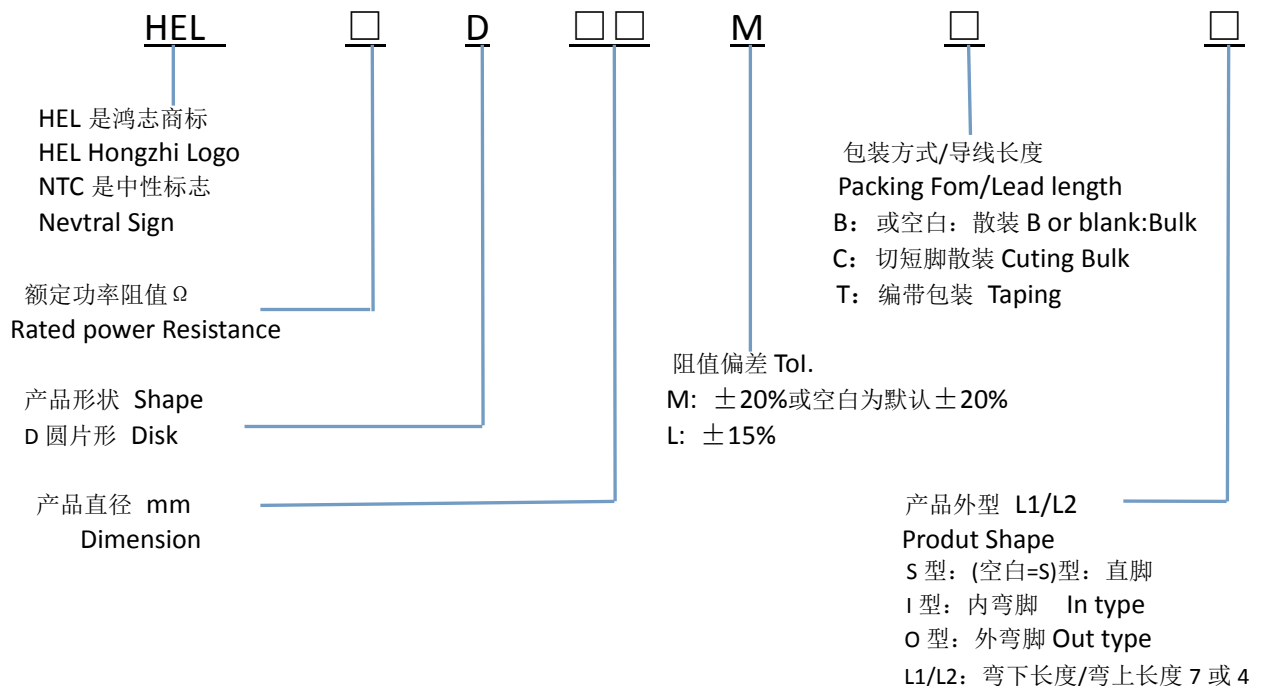 HEL □ D □□ M □ □
HEL 是鸿志商标
HEL Hongzhi Logo
NTC 是中性标志
Nevtral Sign
额定功率阻值Ω
Rated power Resistance
产品形状 Shape
D 圆片形 Disk
产品直径 mm
Dimension
阻值偏差 Tol.
M: ±20%或空白为默认±20%
L: ±15%
包装方式/导线长度
Packing Fom/Lead length
B：或空白：散装 B or blank:Bulk
C：切短脚散装 Cuting Bulk
T：编带包装 Taping
产品外型 L1/L2
Produt Shape
S 型：(空白=S)型：直脚
I 型：内弯脚 In type
O 型：外弯脚 Out type
L1/L2：弯下长度/弯上长度 7 或 4